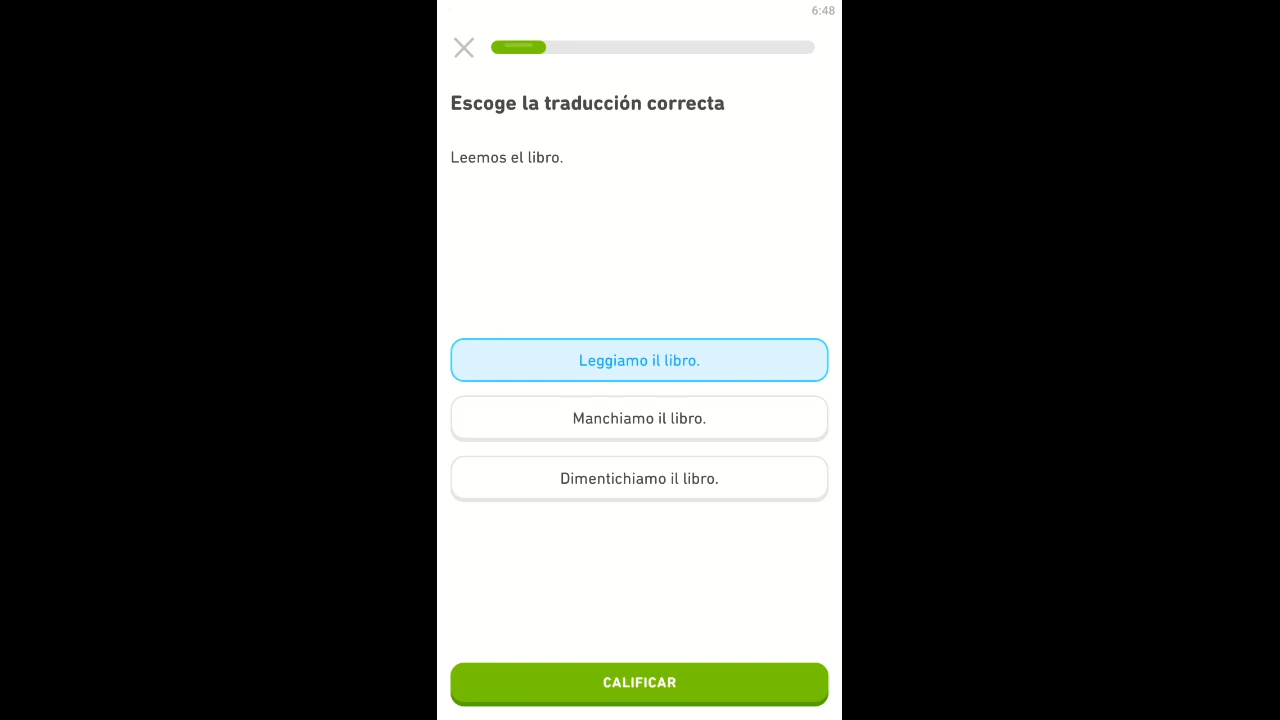 6:48
Escoge la traducción correcta
Leemos el libro.
Leggiamo il libro.
Manchiamo il libro.
Dimentichiamo il libro.
CALIFICAR